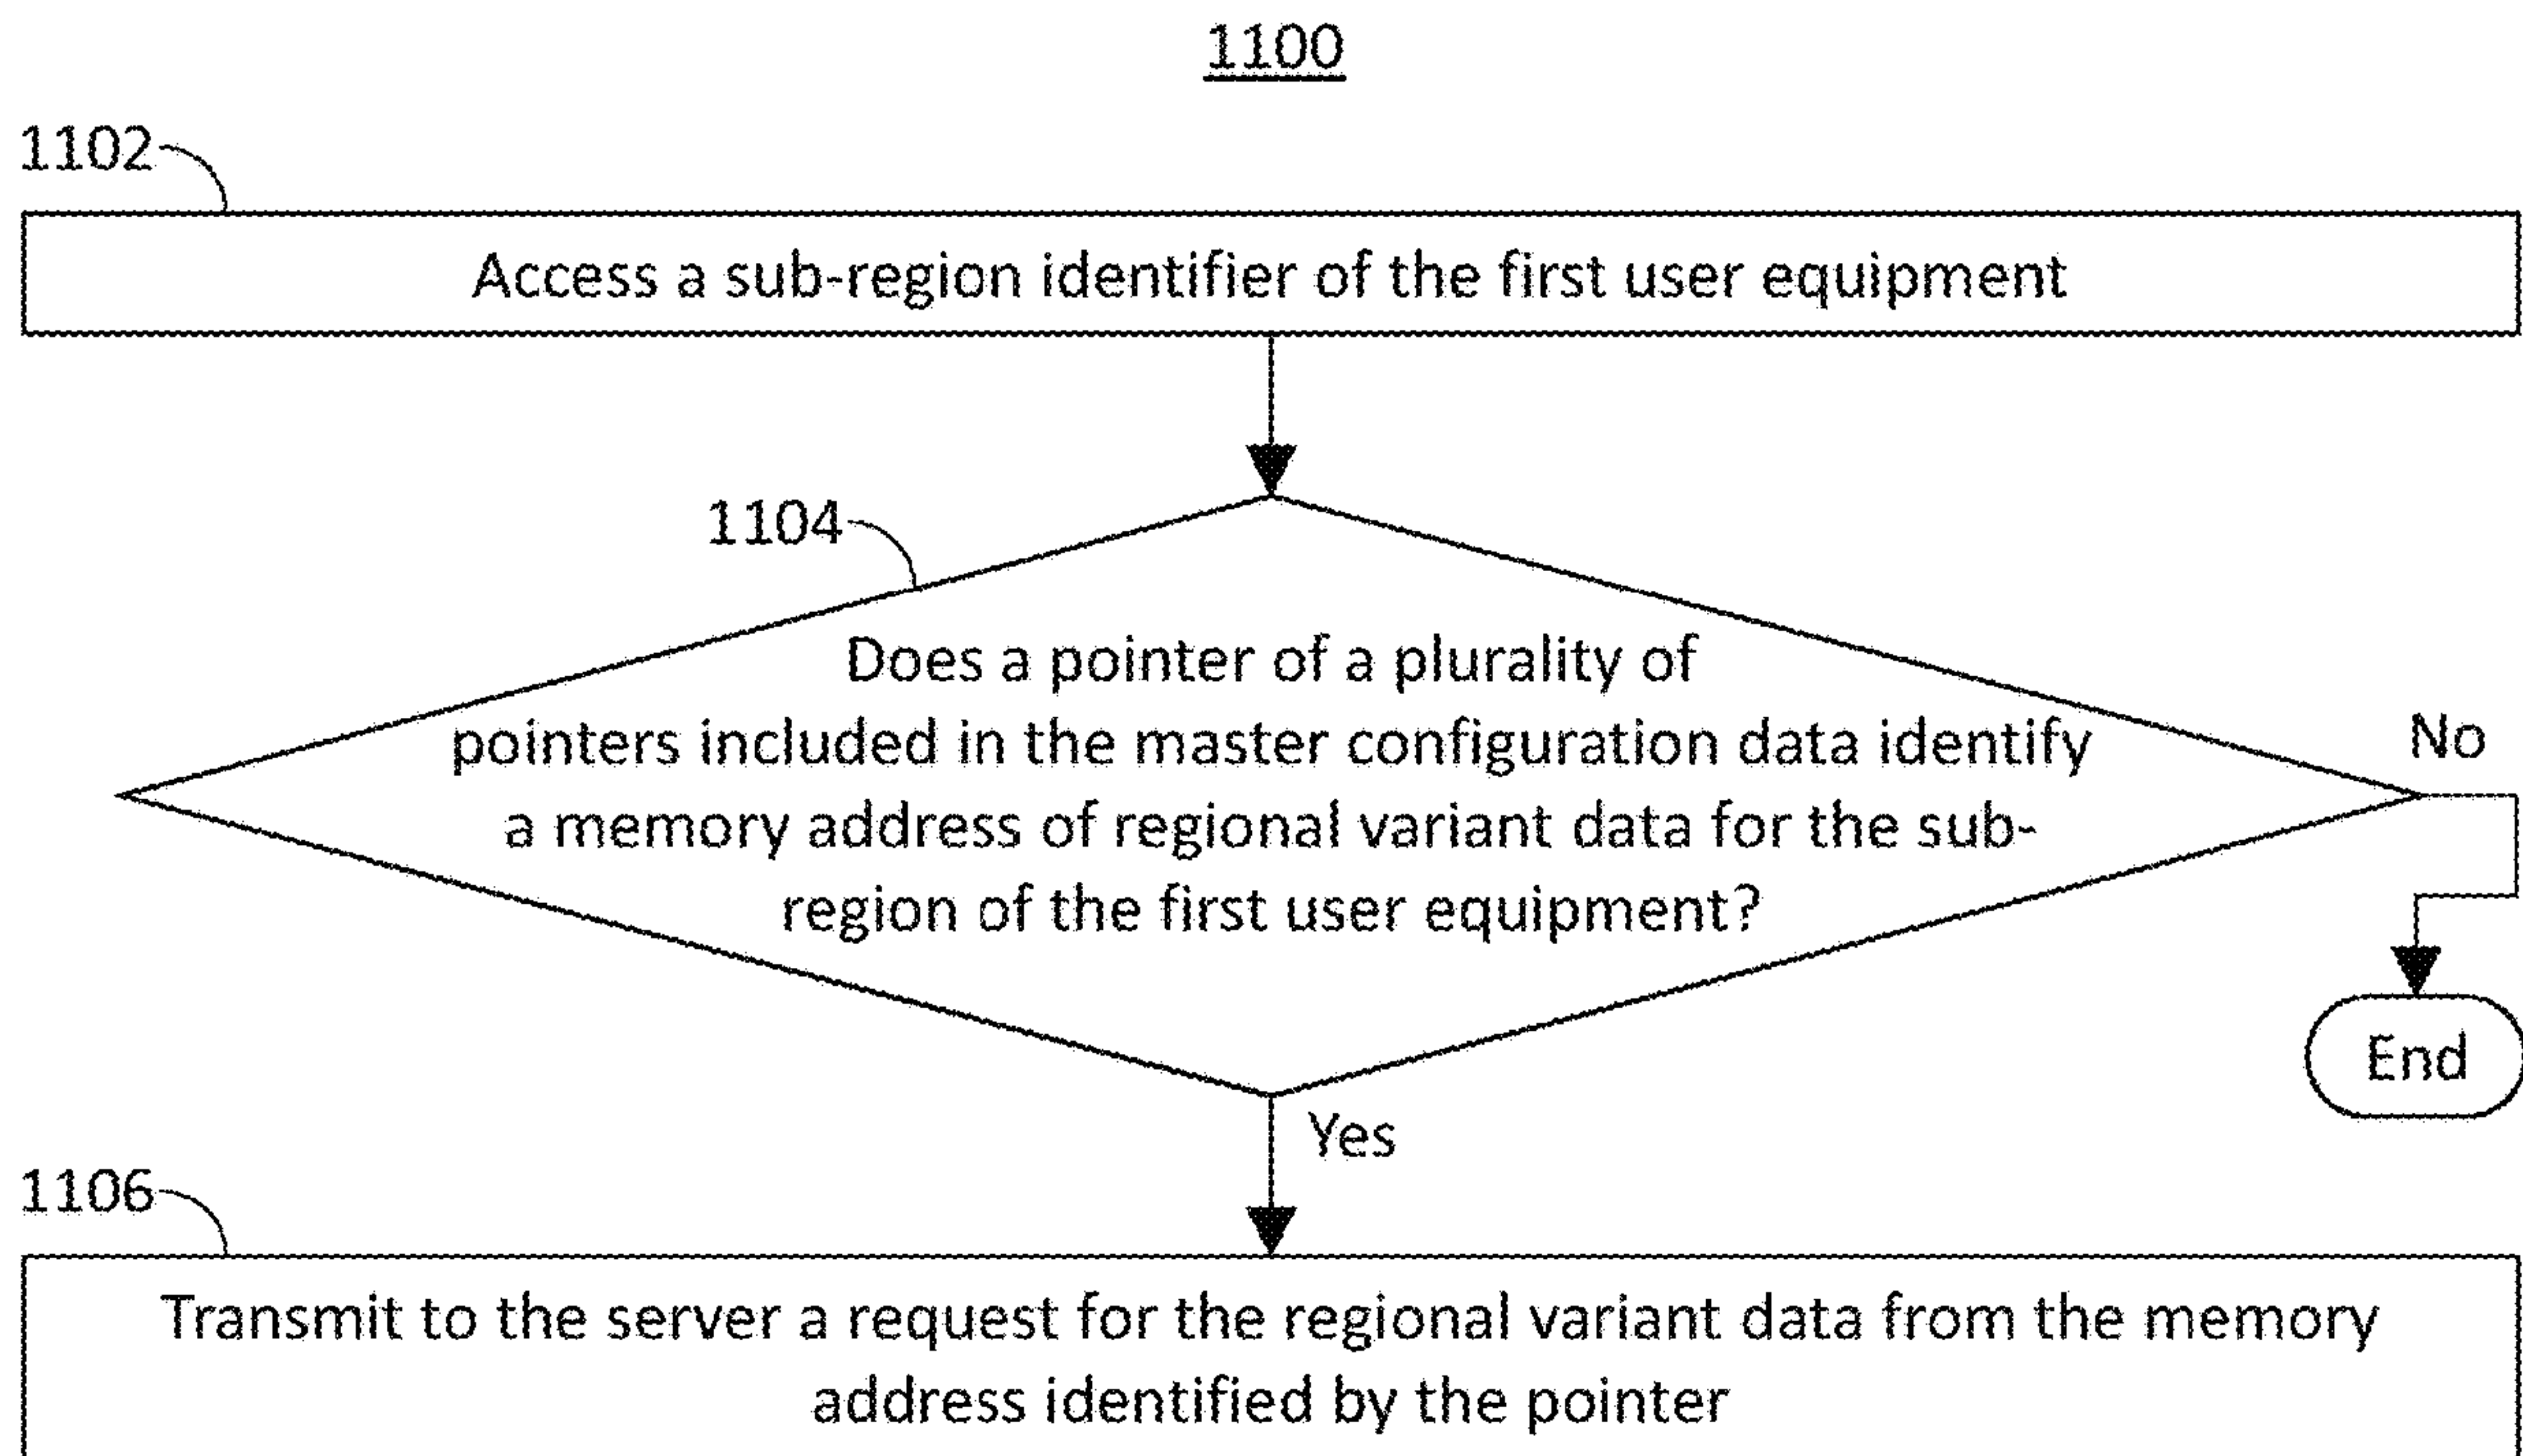 1100
1102
Access a sub-region identifier of the first user equipment
1104
Does a pointer of a plurality of
pointers included in the master configuration data identify
a memory address of regional variant data for the sub-
region of the first user equipment?
No
End
Yes
1106
Transmit to the server a request for the regional variant data from the memory
address identified by the pointer